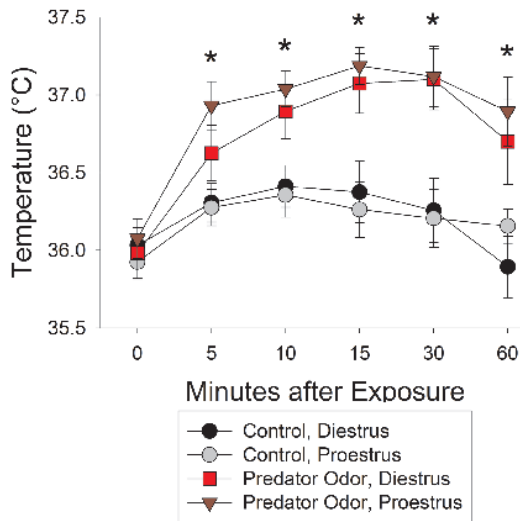 37.5
37.0
36.5
36.0
35.5
Temperature (°C)
* * * * *
0 5 10 15 30 60
Minutes after Exposure
Control, Diestrus
Control, Proestrus
Predator Odor, Diestrus
Predator Odor, Proestrus